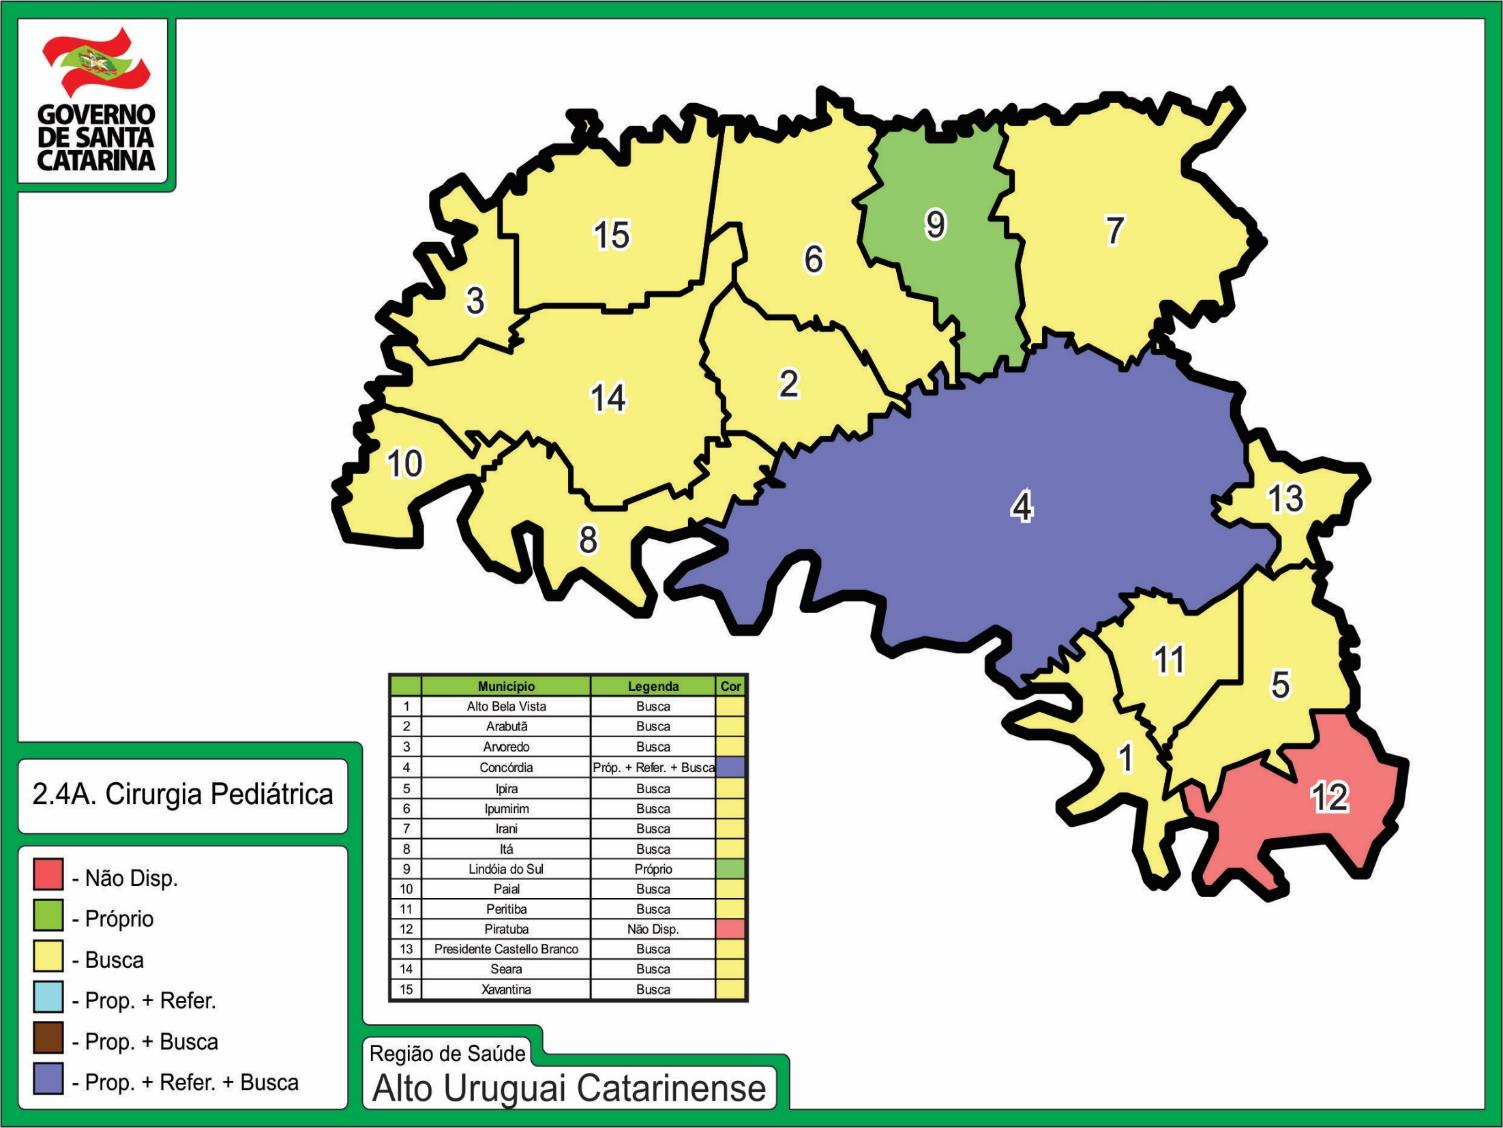 GOVERNO
DE SANTA
CATARINA
15
6
9
7
3
14
2
10
8
4
13
11
5
1
12
Município Legenda Cor
1 Alto Bela Vista Busca
2 Arabutã Busca
3 Arvoredo Busca
4 Concórdia Próp. + Refer. + Busca
5 Ipira Busca
6 Ipumirim Busca
7 Irani Busca
8 Itá Busca
9 Lindóia do Sul Próprio
10 Paial Busca
11 Peritiba Busca
12 Piratuba Não Disp.
13 Presidente Castello Branco Busca
14 Seara Busca
15 Xavantina Busca
2.4A. Cirurgia Pediátrica
- Não Disp.
- Próprio
- Busca
- Prop. + Refer.
- Prop. + Busca
- Prop. + Refer. + Busca
Região de Saúde
Alto Uruguai Catarinense